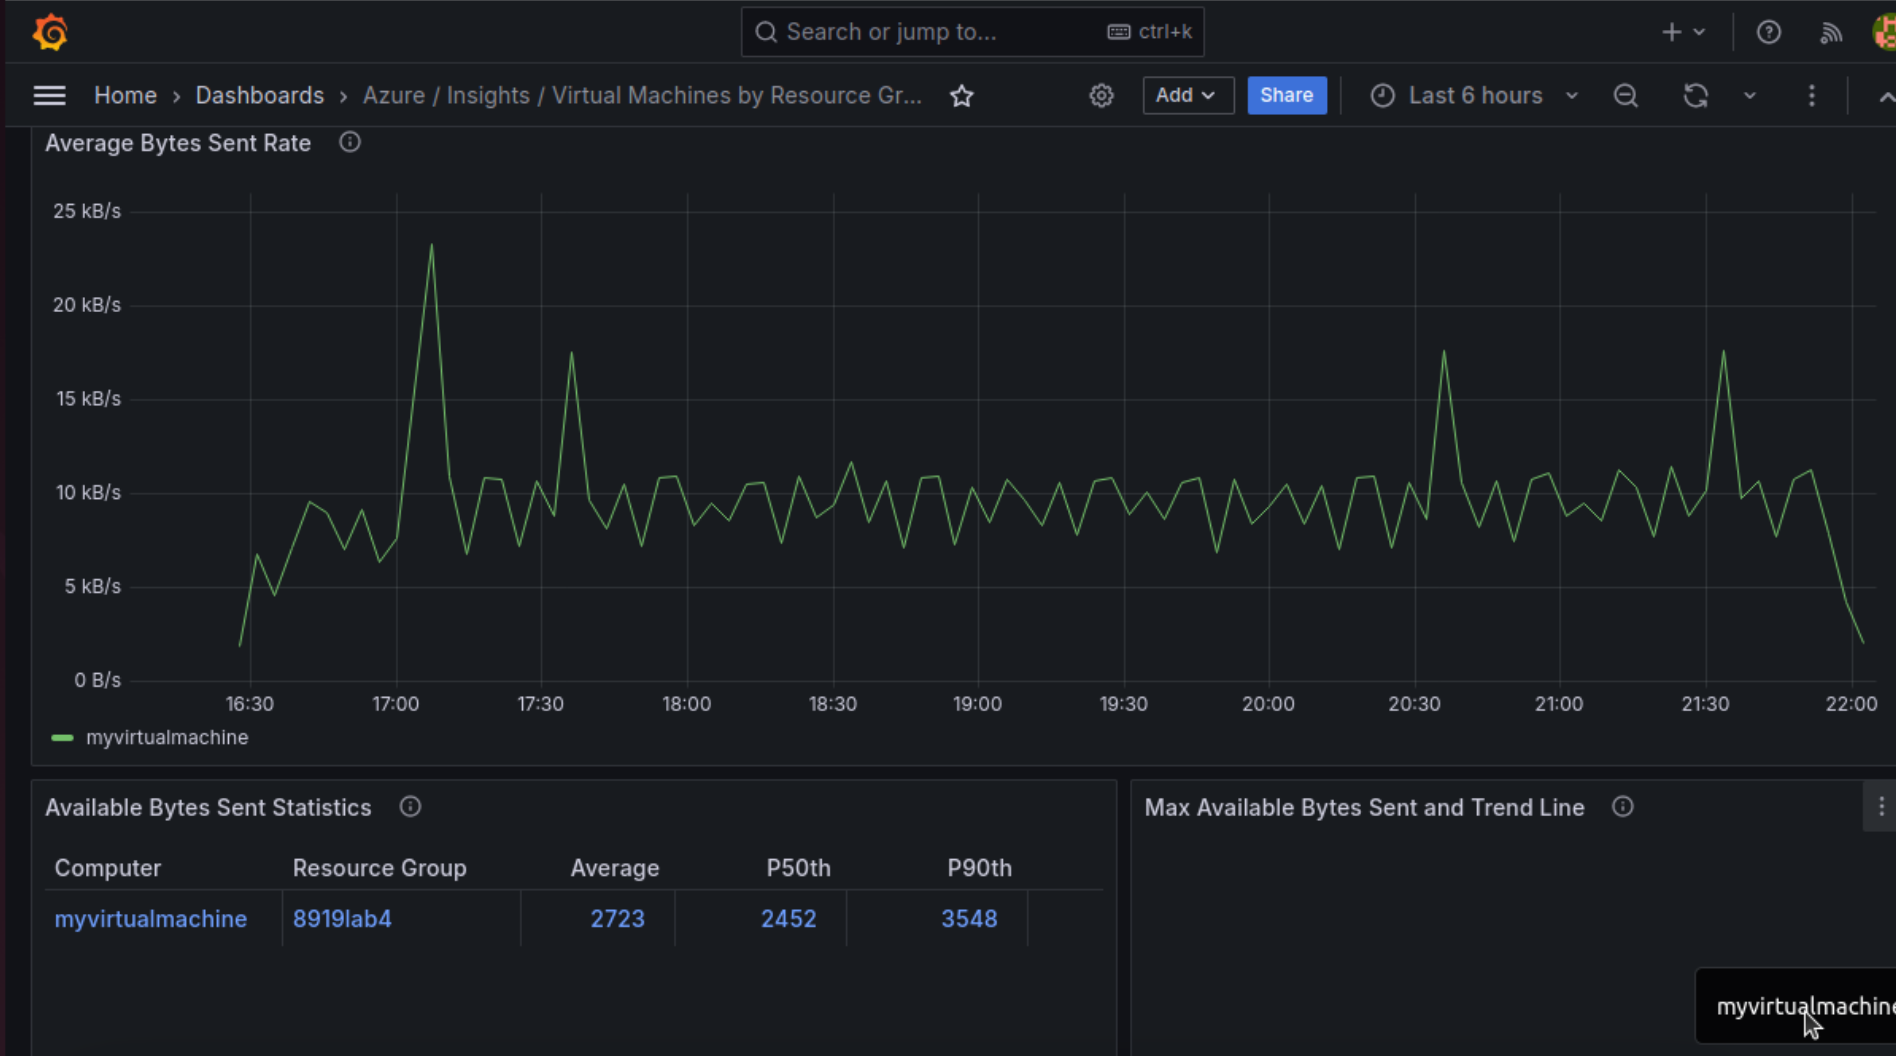 Search or jump to... ctrl+k
Home › Dashboards › Azure / Insights / Virtual Machines by Resource Gr... Add Share Last 6 hours
Average Bytes Sent Rate
25 kB/s
20 kB/s
15 kB/s
10 kB/s
5 kB/s
0 B/s
16:30 17:00 17:30 18:00 18:30 19:00 19:30 20:00 20:30 21:00 21:30 22:00
myvirtualmachine
Available Bytes Sent Statistics
Computer Resource Group Average P50th P90th
myvirtualmachine 8919lab4 2723 2452 3548
Max Available Bytes Sent and Trend Line
myvirtualmachine